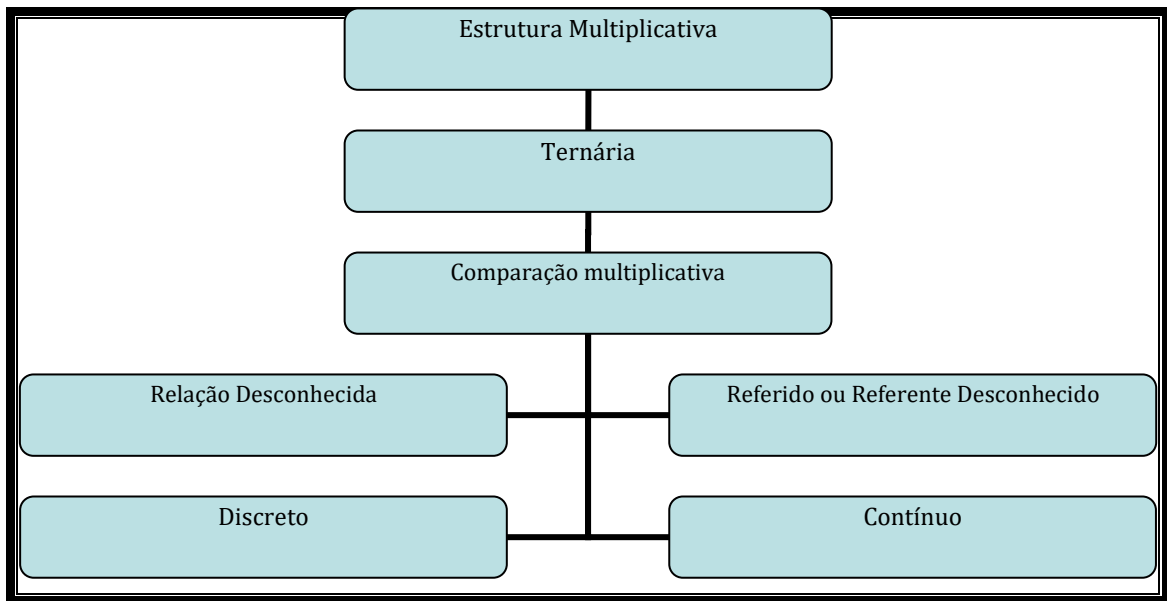 Estrutura Multiplicativa
Ternária
Comparação multiplicativa
Relação Desconhecida
Referido ou Referente Desconhecido
Discreto
Contínuo